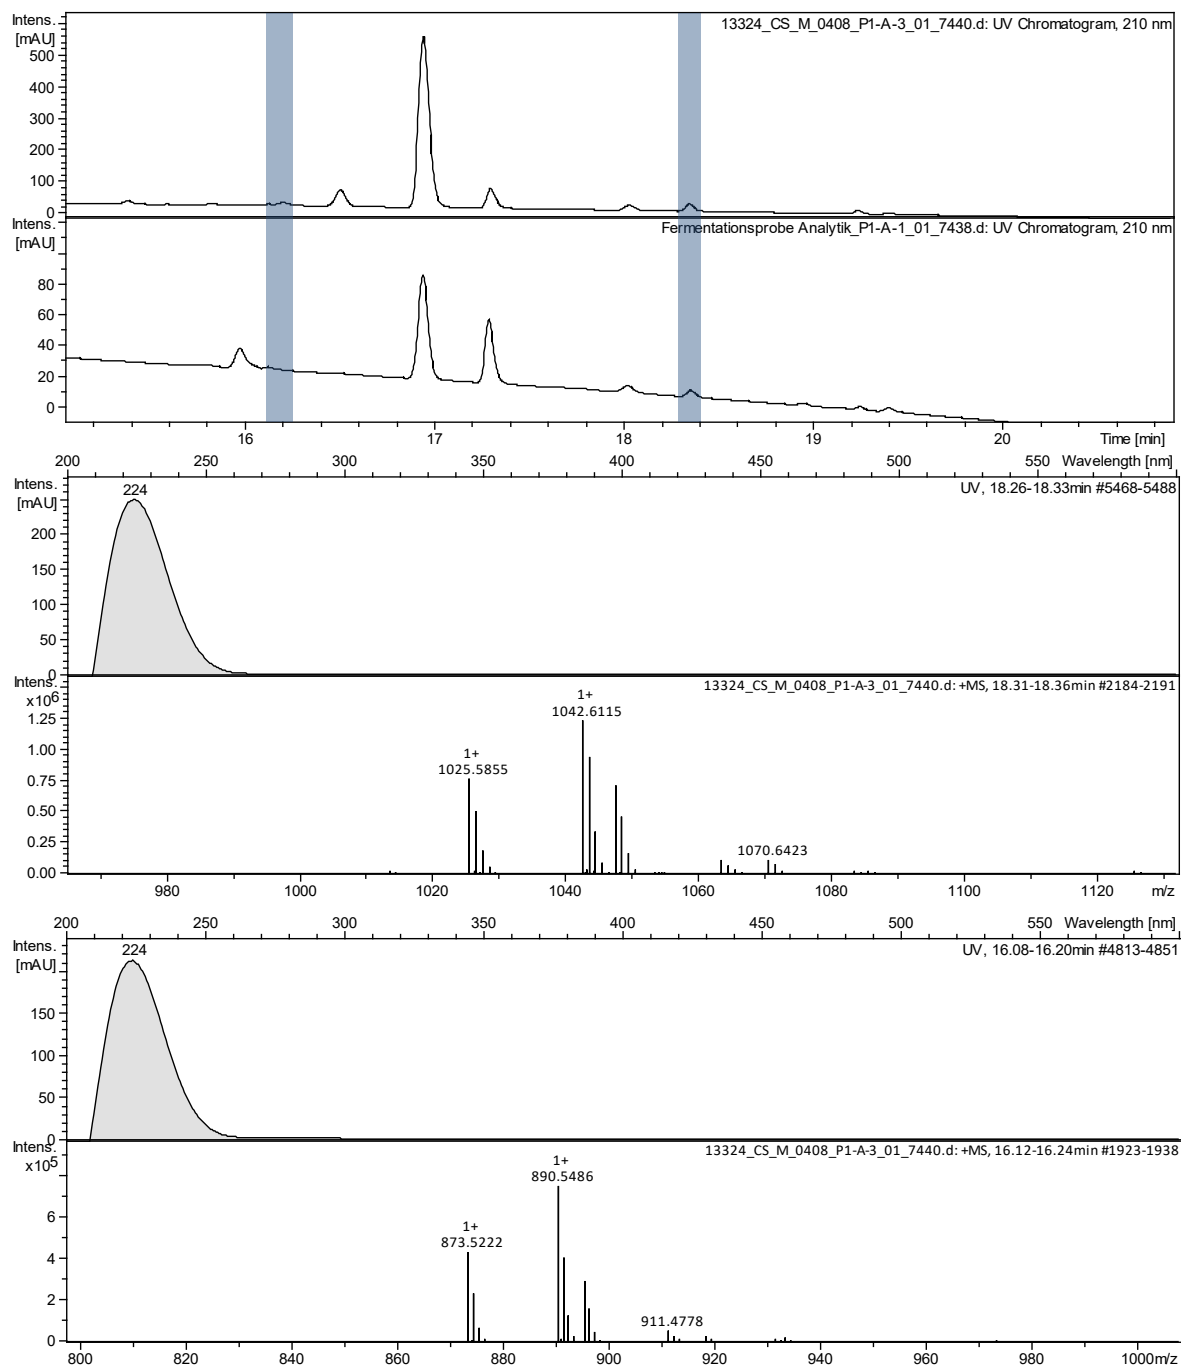 Intens.
[mAU]
13324_CS_M_0408_P1-A-3_01_7440.d: UV Chromatogram, 210 nm
500
400
300
200
100
0
Intens.
[mAU]
Fermentationsprobe Analytik_P1-A-1_01_7438.d: UV Chromatogram, 210 nm
80
60
40
20
0
16 17 18 19 20 Time [min]
200 250 300 350 400 450 500 550 Wavelength [nm]
Intens.
[mAU]
224
UV, 18.26-18.33min #5468-5488
200
150
100
50
0
Intens.
x10⁶
13324_CS_M_0408_P1-A-3_01_7440.d: +MS, 18.31-18.36min #2184-2191
1.25
1.00
0.75
0.50
0.25
0.00
1+
1042.6115
1+
1025.5855
1070.6423
980 1000 1020 1040 1060 1080 1100 1120 m/z
200 250 300 350 400 450 500 550 Wavelength [nm]
Intens.
[mAU]
224
UV, 16.08-16.20min #4813-4851
150
100
50
0
Intens.
x10⁵
13324_CS_M_0408_P1-A-3_01_7440.d: +MS, 16.12-16.24min #1923-1938
6
4
2
0
1+
890.5486
1+
873.5222
911.4778
800 820 840 860 880 900 920 940 960 980 1000 m/z